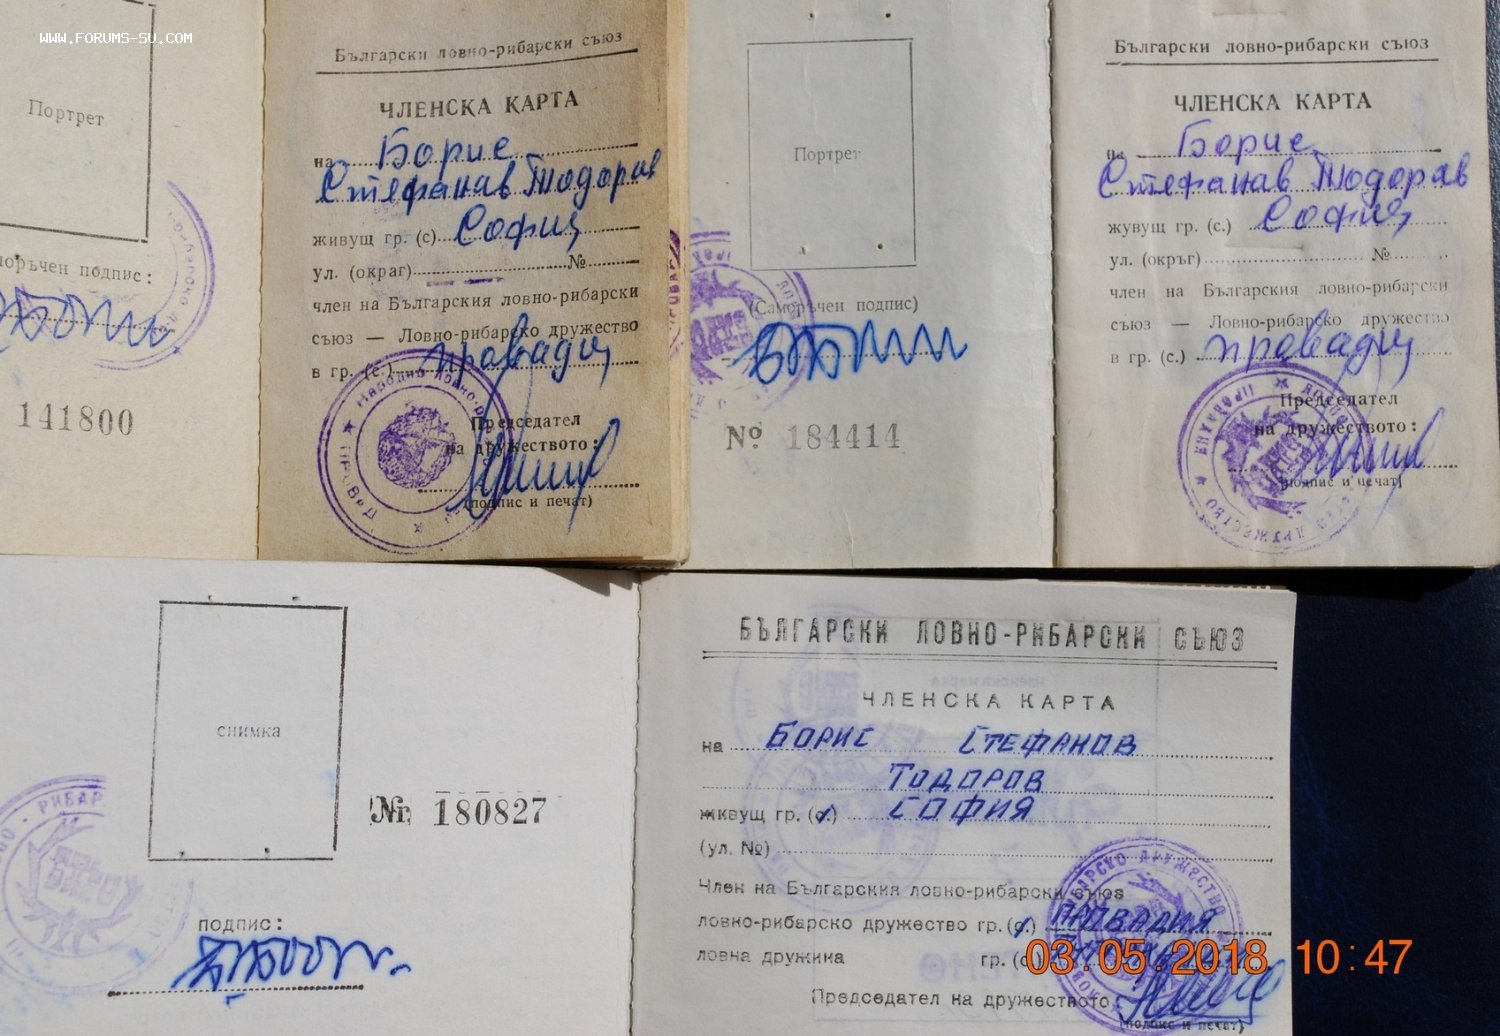 www.forums-su.com
Портрет
моръчен подпис:
141800
Български ловно-рибарски съюз
ЧЛЕНСКА КАРТА
на Борис
Стефанов Тодоров
живущ гр. (с) София
ул. (окраг) №
член на Българския ловно-рибарски
съюз — Ловно-рибарско дружество
в гр. (с.) Провадия
Председател
на дружеството:
(подпис и печат)
Портрет
(Саморъчен подпис)
№ 184414
Български ловно-рибарски съюз
ЧЛЕНСКА КАРТА
на Борис
Стефанов Тодоров
жувущ гр. (с.) София
ул. (окръг) №
член на Българския ловно-рибарски
съюз — Ловно-рибарско дружество
в гр. (с.) Провадия
Председател
на дружеството:
(подпис и печат)
снимка
Nr. 180827
подпис:
БЪЛГАРСКИ ЛОВНО-РИБАРСКИ СЪЮЗ
ЧЛЕНСКА КАРТА
на БОРИС СТЕФАНОВ
ТОДОРОВ
живущ гр. (с.) СОФИЯ
(ул. №)
Член на Българския ловно-рибарски съюз
ловно-рибарско дружество гр. (с.) ПРОВАДИЯ
ловна дружина гр. (с.)
Председател на дружеството:
(подпис и печат)
03.05.2018 10:47